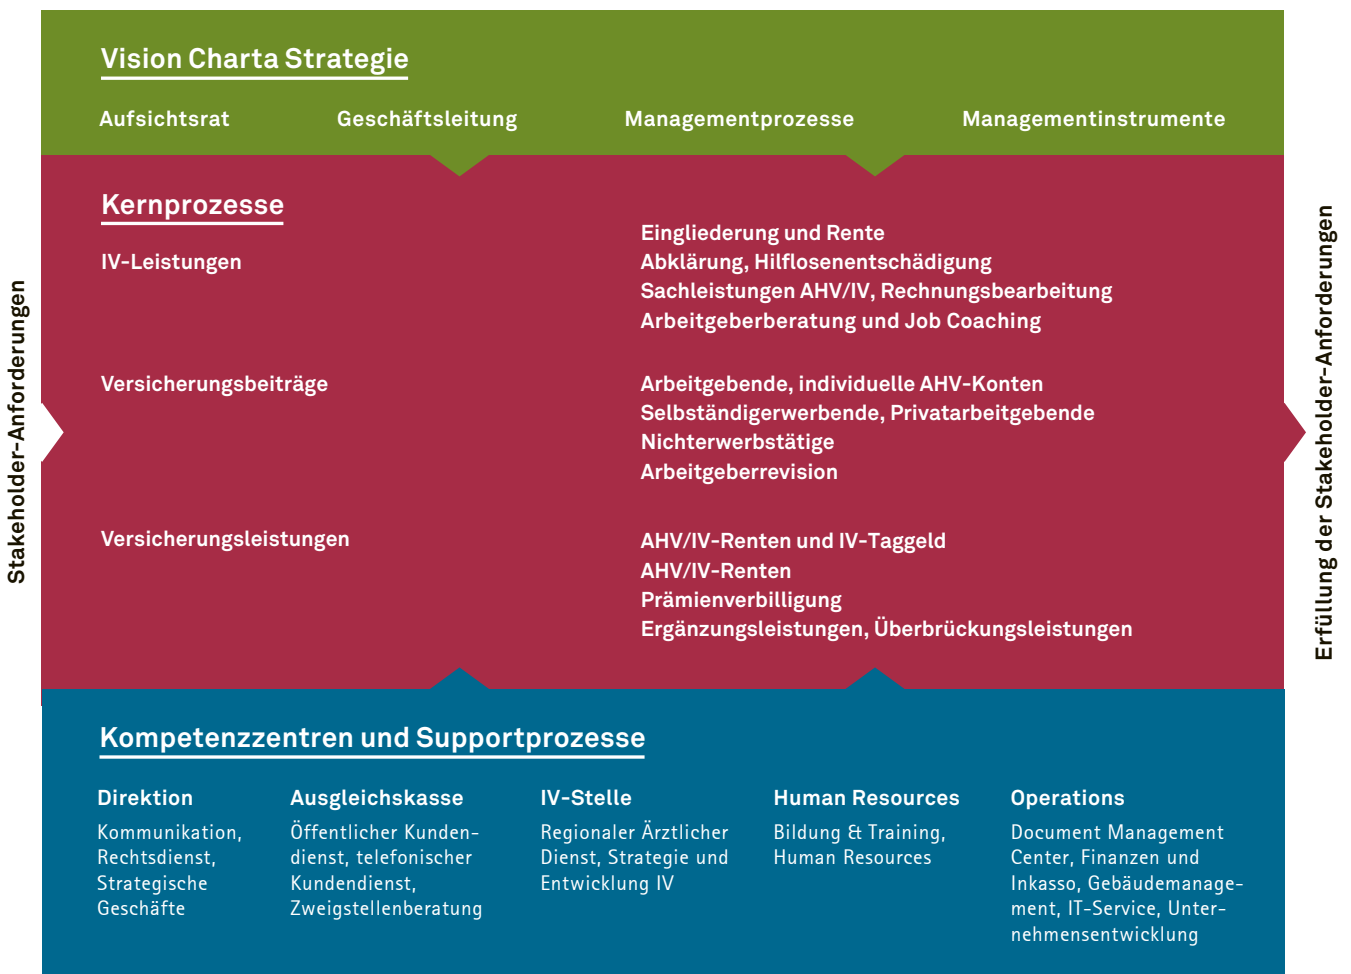 Vision Charta Strategie
Aufsichtsrat
Geschäftsleitung
Managementprozesse
Managementinstrumente
Stakeholder-Anforderungen
Kernprozesse
IV-Leistungen
Eingliederung und Rente
Abklärung, Hilflosenentschädigung
Sachleistungen AHV/IV, Rechnungsbearbeitung
Arbeitgeberberatung und Job Coaching
Versicherungsbeiträge
Arbeitgebende, individuelle AHV-Konten
Selbständigerwerbende, Privatarbeitgebende
Nichterwerbstätige
Arbeitgeberrevision
Versicherungsleistungen
AHV/IV-Renten und IV-Taggeld
AHV/IV-Renten
Prämienverbilligung
Ergänzungsleistungen, Überbrückungsleistungen
Erfüllung der Stakeholder-Anforderungen
Kompetenzzentren und Supportprozesse
Direktion
Kommunikation,
Rechtsdienst,
Strategische
Geschäfte
Ausgleichskasse
Öffentlicher Kunden-
dienst, telefonischer
Kundendienst,
Zweigstellenberatung
IV-Stelle
Regionaler Ärztlicher
Dienst, Strategie und
Entwicklung IV
Human Resources
Bildung & Training,
Human Resources
Operations
Document Management
Center, Finanzen und
Inkasso, Gebäudemanage-
ment, IT-Service, Unter-
nehmensentwicklung